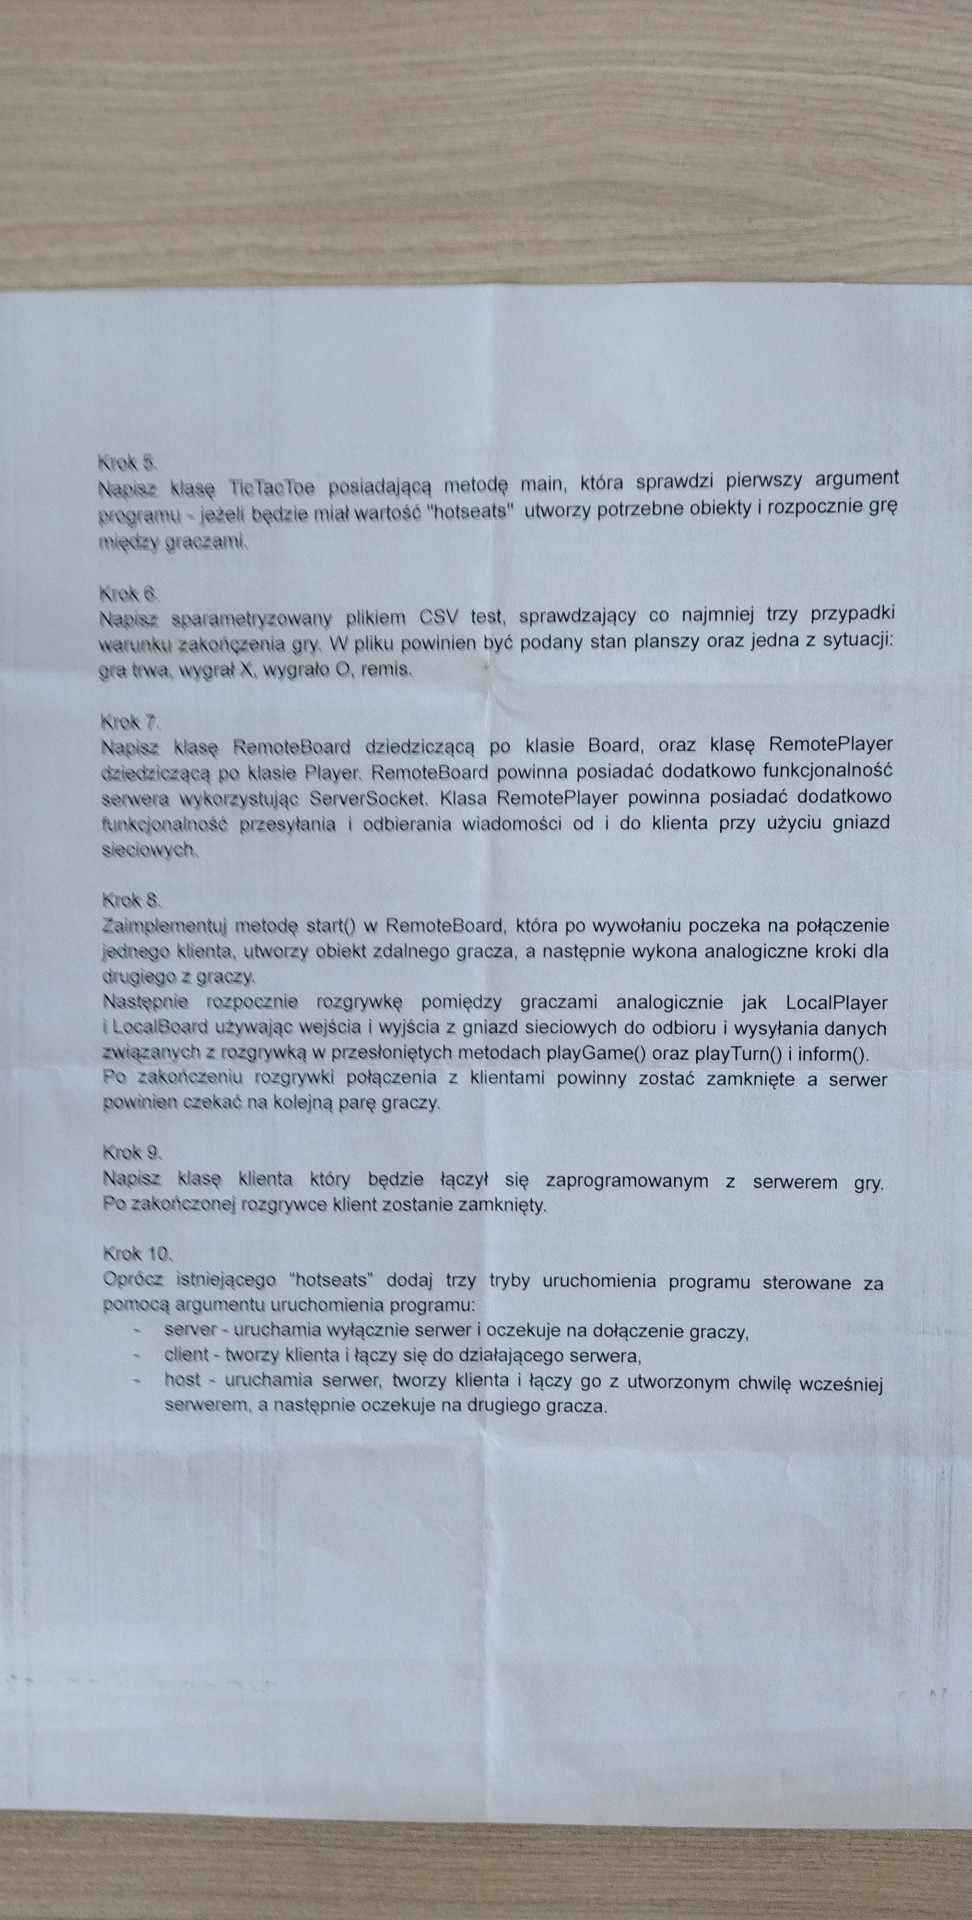 Krok 5.
Napisz klasę TicTacToe posiadającą metodę main, która sprawdzi pierwszy argument
programu - jeżeli będzie miał wartość "hotseats" utworzy potrzebne obiekty i rozpocznie grę
między graczami.
Krok 6.
Napisz sparametryzowany plikiem CSV test, sprawdzający co najmniej trzy przypadki
warunku zakończenia gry. W pliku powinien być podany stan planszy oraz jedna z sytuacji:
gra trwa, wygrał X, wygrało O, remis.
Krok 7.
Napisz klasę RemoteBoard dziedziczącą po klasie Board, oraz klasę RemotePlayer
dziedziczącą po klasie Player. RemoteBoard powinna posiadać dodatkowo funkcjonalność
serwera wykorzystując ServerSocket. Klasa RemotePlayer powinna posiadać dodatkowo
funkcjonalność przesyłania i odbierania wiadomości od i do klienta przy użyciu gniazd
sieciowych.
Krok 8.
Zaimplementuj metodę start() w RemoteBoard, która po wywołaniu poczeka na połączenie
jednego klienta, utworzy obiekt zdalnego gracza, a następnie wykona analogiczne kroki dla
drugiego z graczy.
Następnie rozpocznie rozgrywkę pomiędzy graczami analogicznie jak LocalPlayer
i LocalBoard używając wejścia i wyjścia z gniazd sieciowych do odbioru i wysyłania danych
związanych z rozgrywką w przesłoniętych metodach playGame() oraz playTurn() i inform().
Po zakończeniu rozgrywki połączenia z klientami powinny zostać zamknięte a serwer
powinien czekać na kolejną parę graczy.
Krok 9.
Napisz klasę klienta który będzie łączył się zaprogramowanym z serwerem gry.
Po zakończonej rozgrywce klient zostanie zamknięty.
Krok 10.
Oprócz istniejącego "hotseats" dodaj trzy tryby uruchomienia programu sterowane za
pomocą argumentu uruchomienia programu:
- server - uruchamia wyłącznie serwer i oczekuje na dołączenie graczy,
- client - tworzy klienta i łączy się do działającego serwera,
- host - uruchamia serwer, tworzy klienta i łączy go z utworzonym chwilę wcześniej
serwerem, a następnie oczekuje na drugiego gracza.